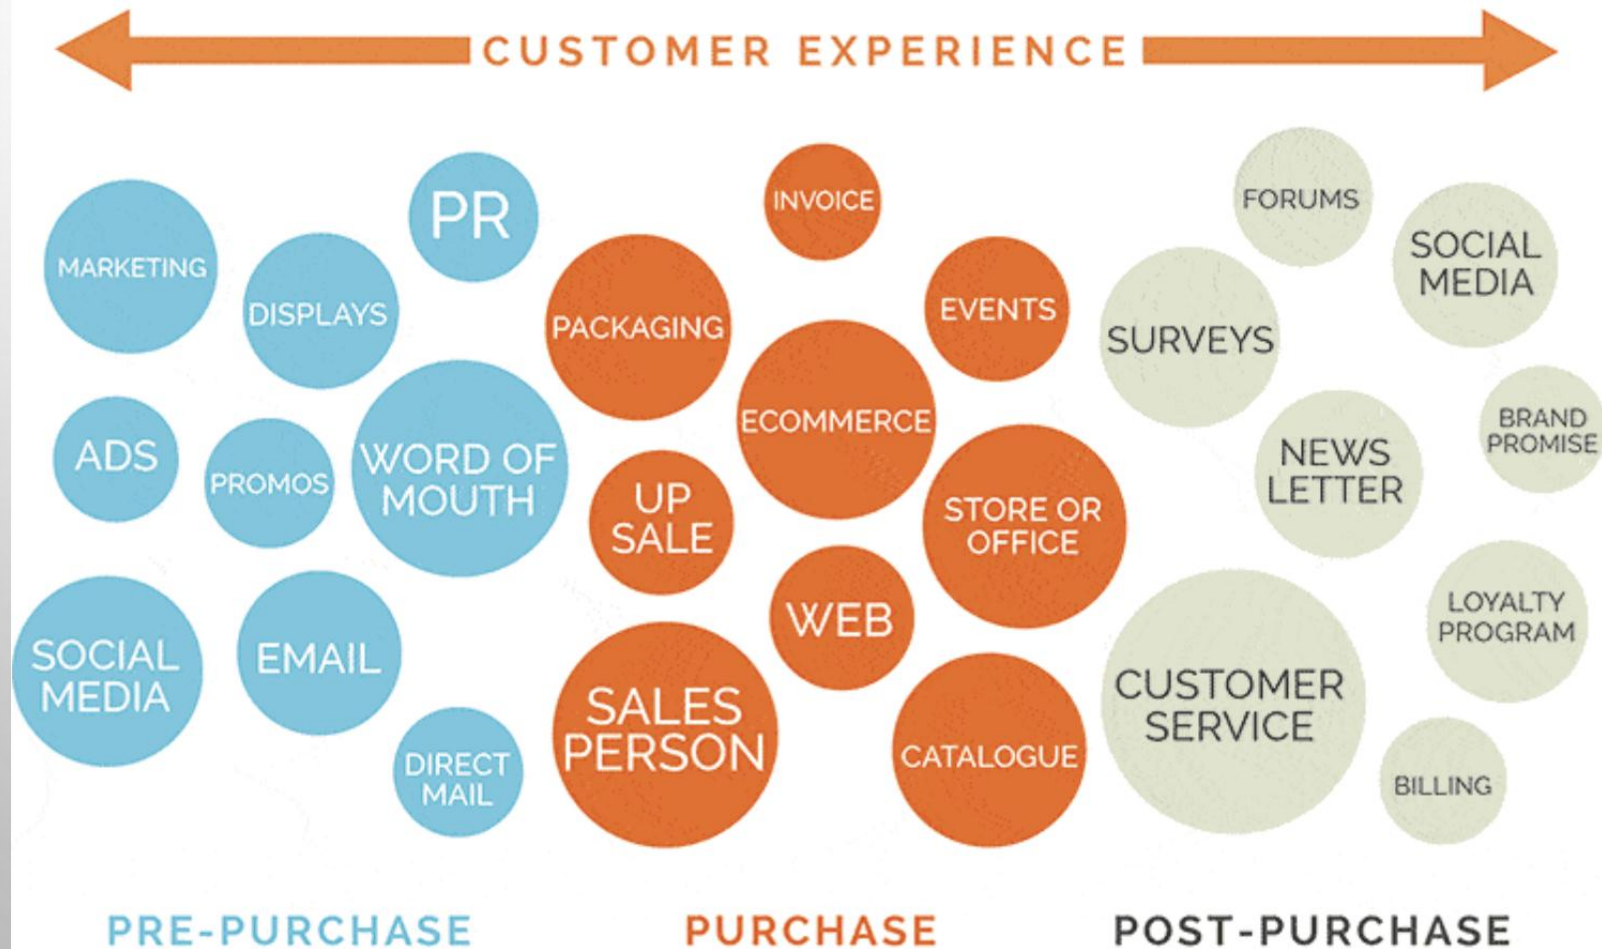 CUSTOMER EXPERIENCE
MARKETING
DISPLAYS
PR
ADS
PROMOS
WORD OF
MOUTH
SOCIAL
MEDIA
EMAIL
DIRECT
MAIL
PRE-PURCHASE
INVOICE
PACKAGING
EVENTS
ECOMMERCE
UP
SALE
STORE OR
OFFICE
WEB
SALES
PERSON
CATALOGUE
PURCHASE
FORUMS
SOCIAL
MEDIA
SURVEYS
BRAND
PROMISE
NEWS
LETTER
LOYALTY
PROGRAM
CUSTOMER
SERVICE
BILLING
POST-PURCHASE